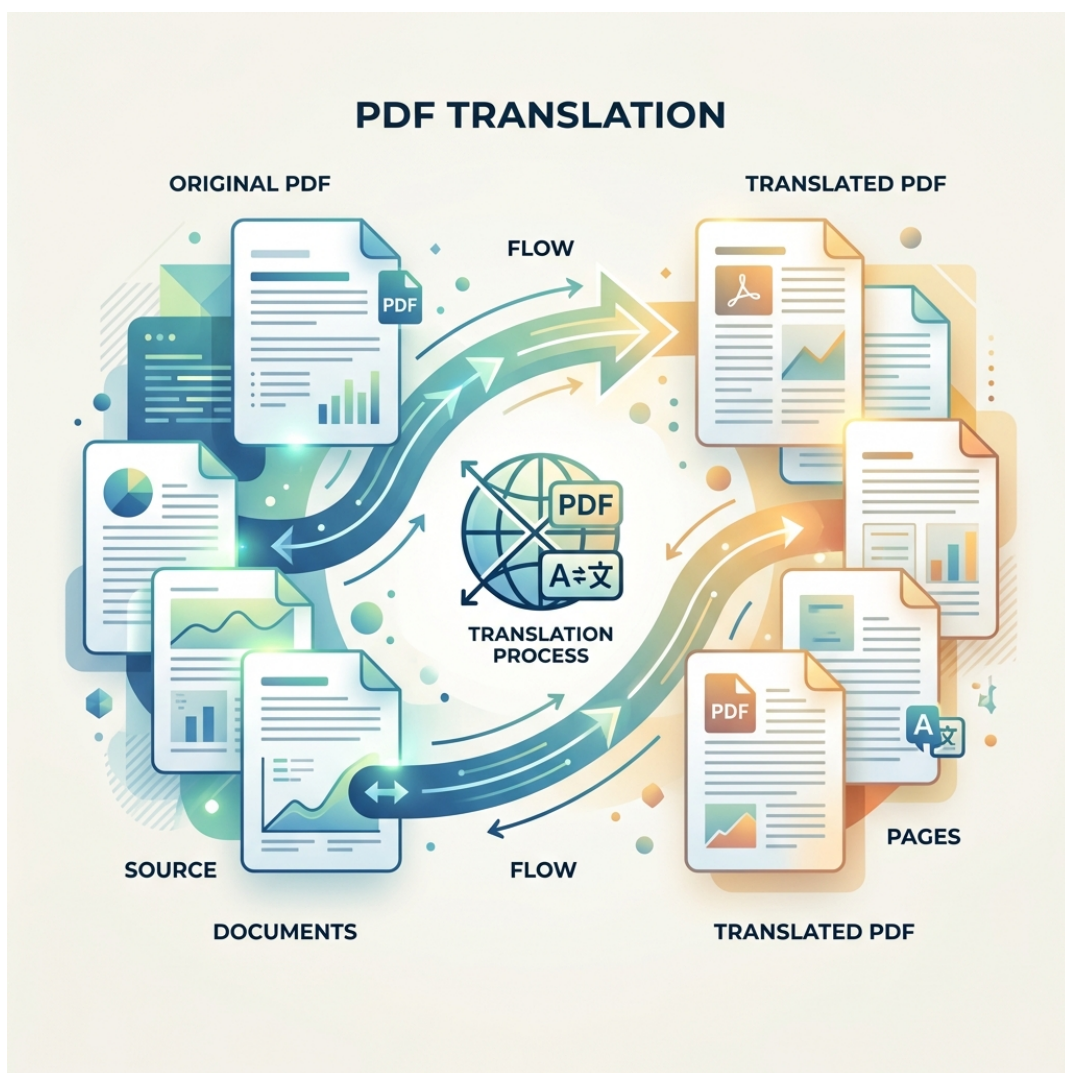 PDF TRANSLATION
ORIGINAL PDF
TRANSLATED PDF
FLOW
PDF
PDF
A⇄文
TRANSLATION
PROCESS
PDF
A文
PAGES
SOURCE
FLOW
DOCUMENTS
TRANSLATED PDF